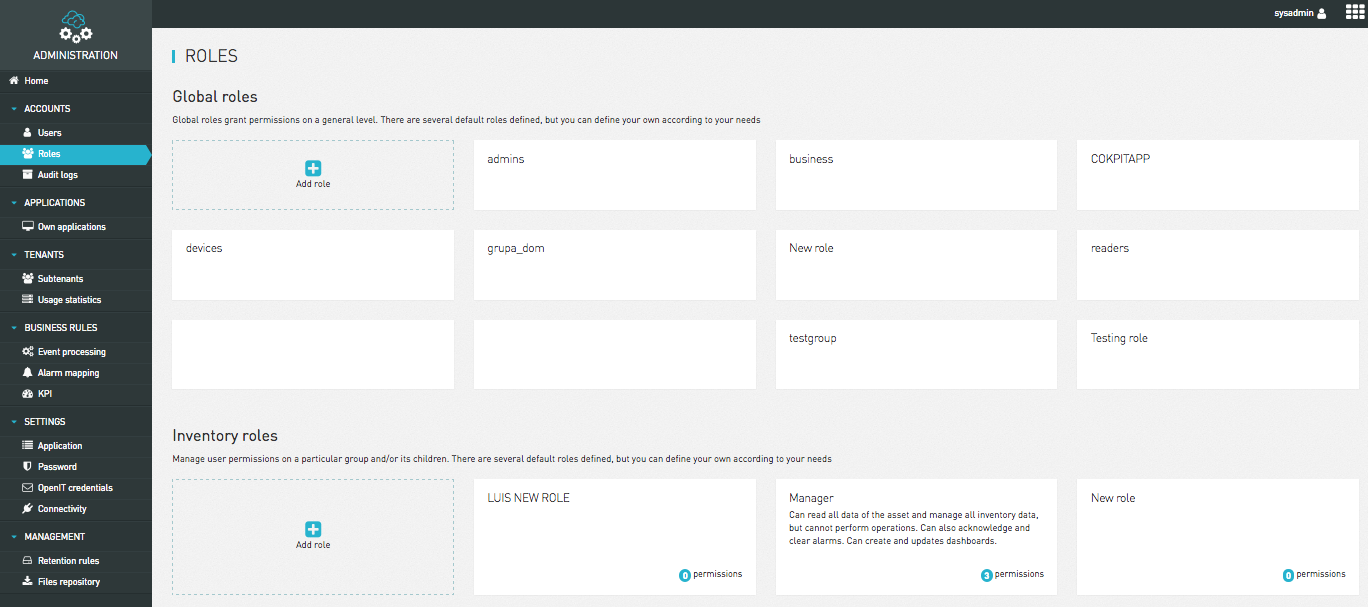 ADMINISTRATION
Home
ACCOUNTS
Users
Roles
Audit logs
APPLICATIONS
Own applications
TENANTS
Subtenants
Usage statistics
BUSINESS RULES
Event processing
Alarm mapping
KPI
SETTINGS
Application
Password
OpenIT credentials
Connectivity
MANAGEMENT
Retention rules
Files repository
sysadmin
ROLES
Global roles
Global roles grant permissions on a general level. There are several default roles defined, but you can define your own according to your needs
Add role
admins
business
COKPITAPP
devices
grupa_dom
New role
readers
testgroup
Testing role
Inventory roles
Manage user permissions on a particular group and/or its children. There are several default roles defined, but you can define your own according to your needs
Add role
LUIS NEW ROLE
0 permissions
Manager
Can read all data of the asset and manage all inventory data,
but cannot perform operations. Can also acknowledge and
clear alarms. Can create and updates dashboards.
3 permissions
New role
0 permissions